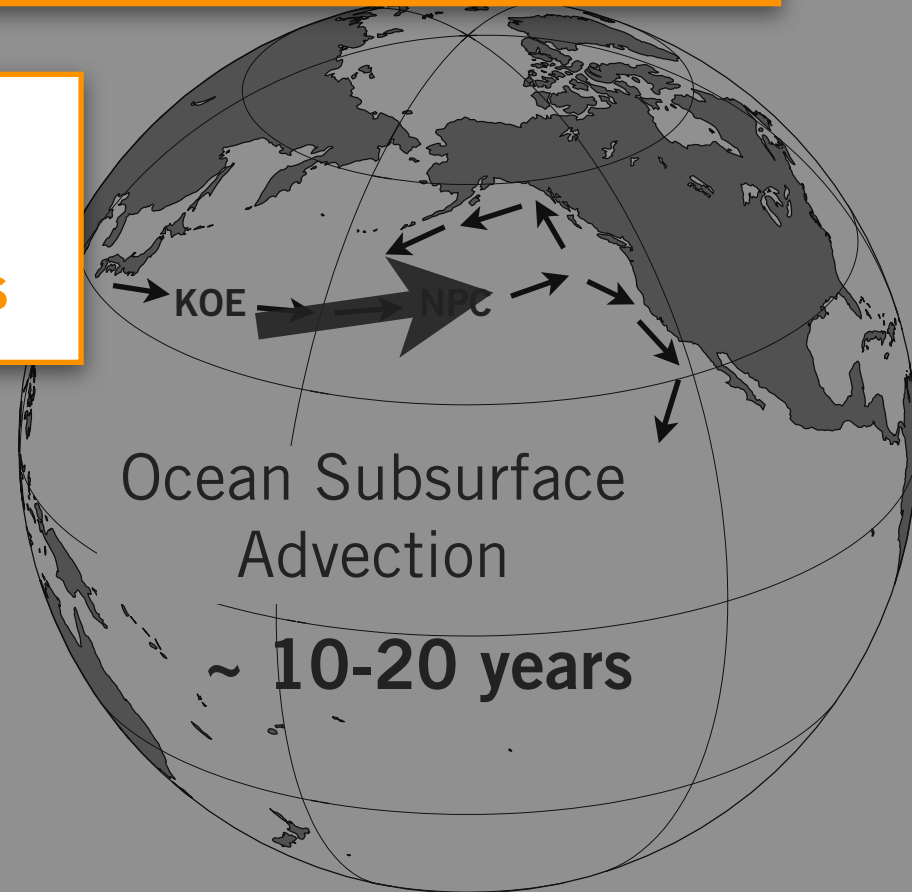 s
KOE
NPC
Ocean Subsurface
Advection
~ 10-20 years